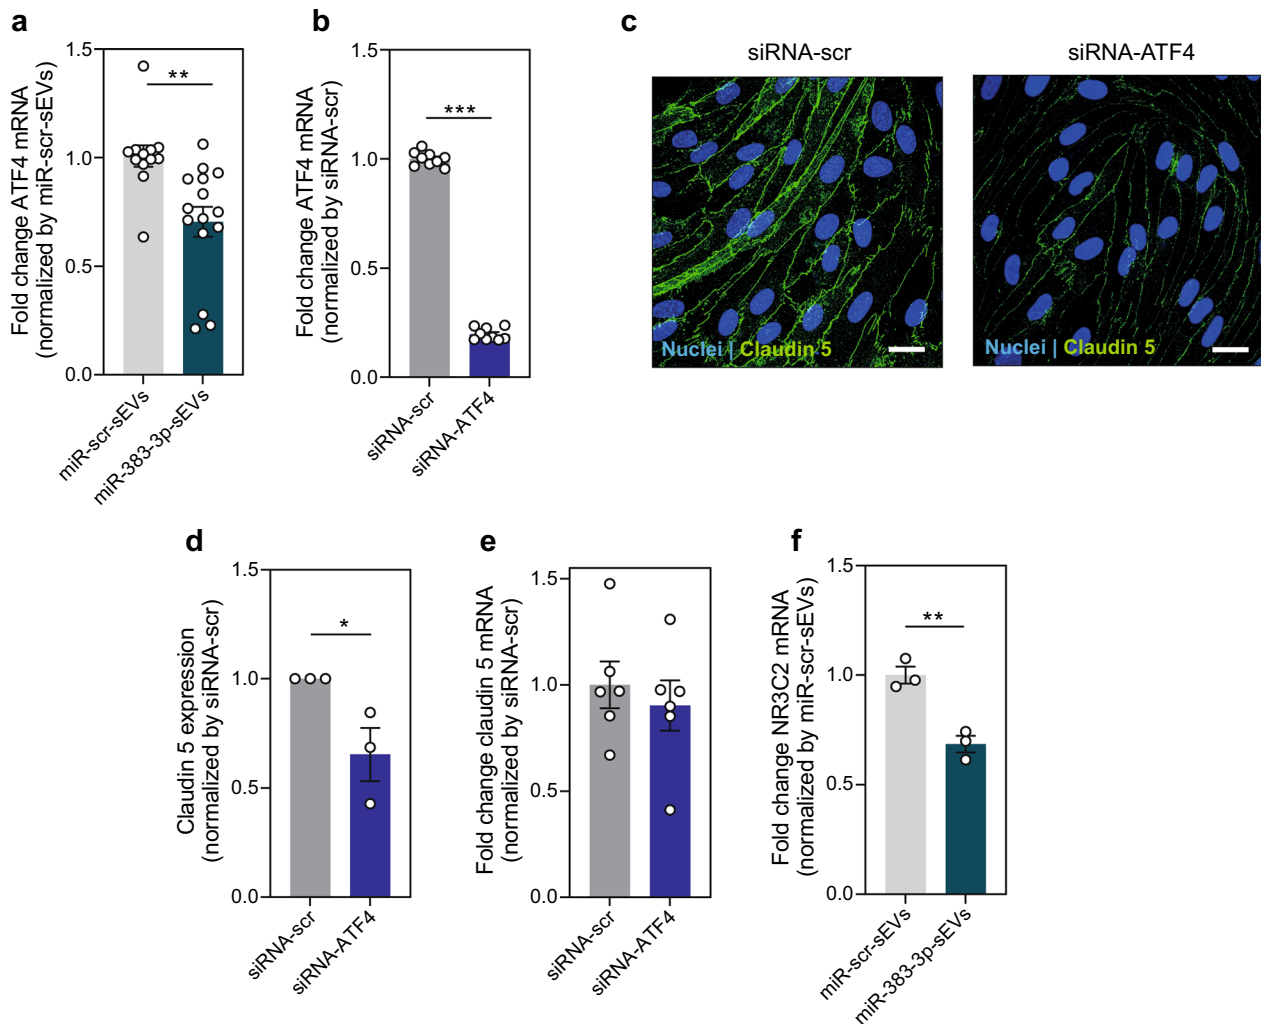 a
Fold change ATF4 mRNA
(normalized by miR-scr-sEVs)
1.5
1.0
0.5
0.0
**
miR-scr-sEVs
miR-383-3p-sEVs
b
Fold change ATF4 mRNA
(normalized by siRNA-scr)
1.5
1.0
0.5
0.0
***
siRNA-scr
siRNA-ATF4
c
siRNA-scr
siRNA-ATF4
Nuclei | Claudin 5
Nuclei | Claudin 5
d
Claudin 5 expression
(normalized by siRNA-scr)
1.5
1.0
0.5
0.0
*
siRNA-scr
siRNA-ATF4
e
Fold change claudin 5 mRNA
(normalized by siRNA-scr)
1.5
1.0
0.5
0.0
siRNA-scr
siRNA-ATF4
f
Fold change NR3C2 mRNA
(normalized by miR-scr-sEVs)
1.5
1.0
0.5
0.0
**
miR-scr-sEVs
miR-383-3p-sEVs